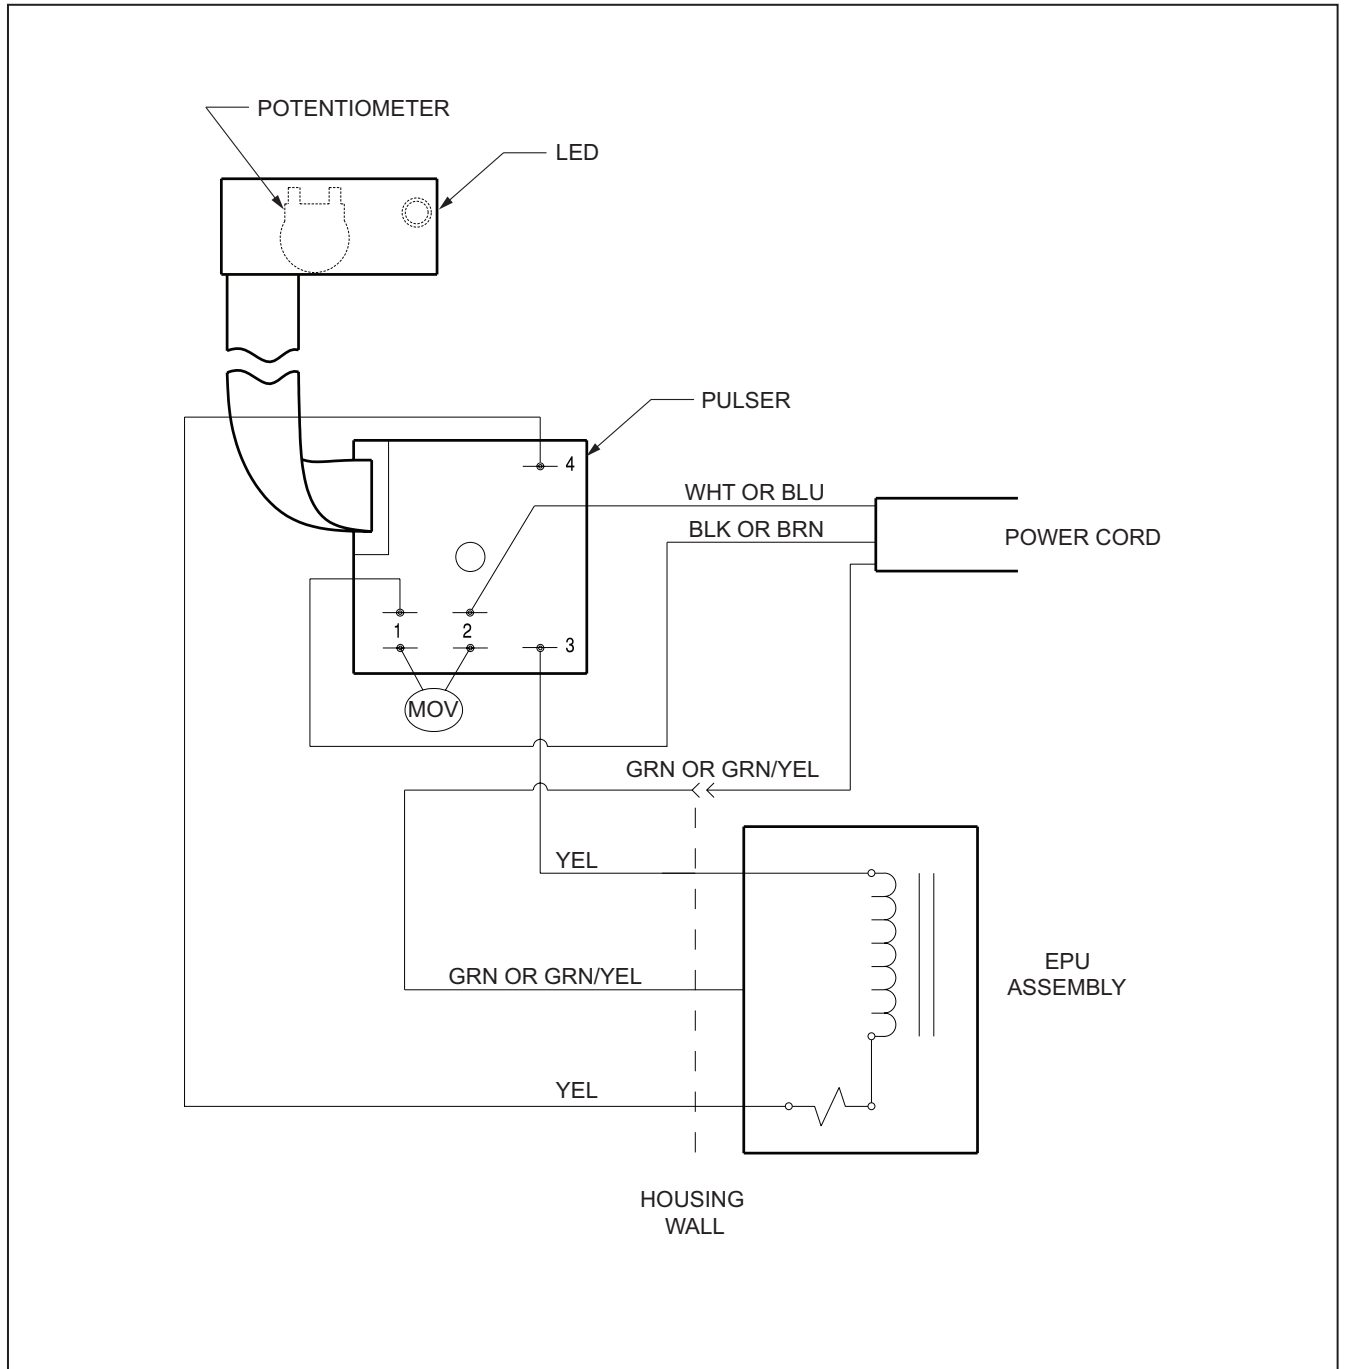 POTENTIOMETER
LED
PULSER
4
WHT OR BLU
BLK OR BRN
POWER CORD
1
2
3
MOV
GRN OR GRN/YEL
YEL
GRN OR GRN/YEL
EPU
ASSEMBLY
YEL
HOUSING
WALL